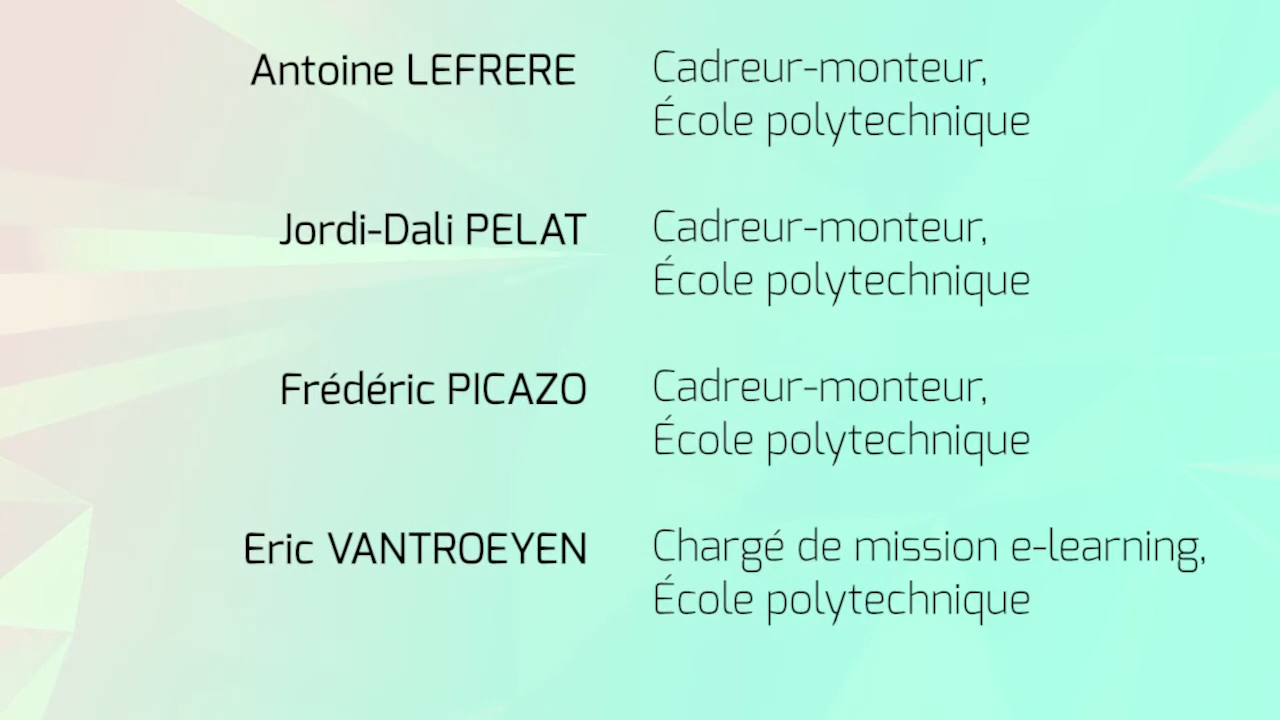 Antoine LEFRERE Cadreur-monteur,
École polytechnique
Jordi-Dali PELAT Cadreur-monteur,
École polytechnique
Frédéric PICAZO Cadreur-monteur,
École polytechnique
Eric VANTROEYEN Chargé de mission e-learning,
École polytechnique